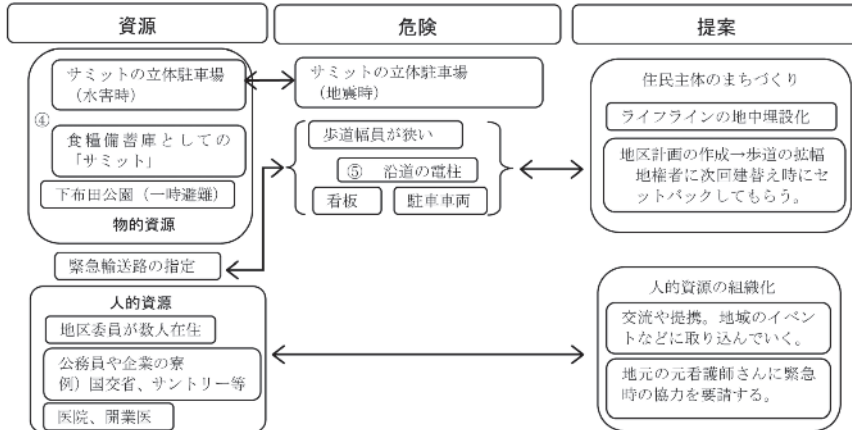 資源
危険
提案
サミットの立体駐車場
（水害時）
④
食糧備蓄庫としての
「サミット」
下布田公園（一時避難）
物的資源
緊急輸送路の指定
人的資源
地区委員が数人在住
公務員や企業の寮
例）国交省、サントリー等
医院、開業医
サミットの立体駐車場
（地震時）
歩道幅員が狭い
⑤ 沿道の電柱
看板
駐車車両
住民主体のまちづくり
ライフラインの地中埋設化
地区計画の作成→歩道の拡幅
地権者に次回建替え時にセ
ットバックしてもらう。
人的資源の組織化
交流や提携。地域のイベン
トなどに取り込んでいく。
地元の元看護師さんに緊急
時の協力を要請する。